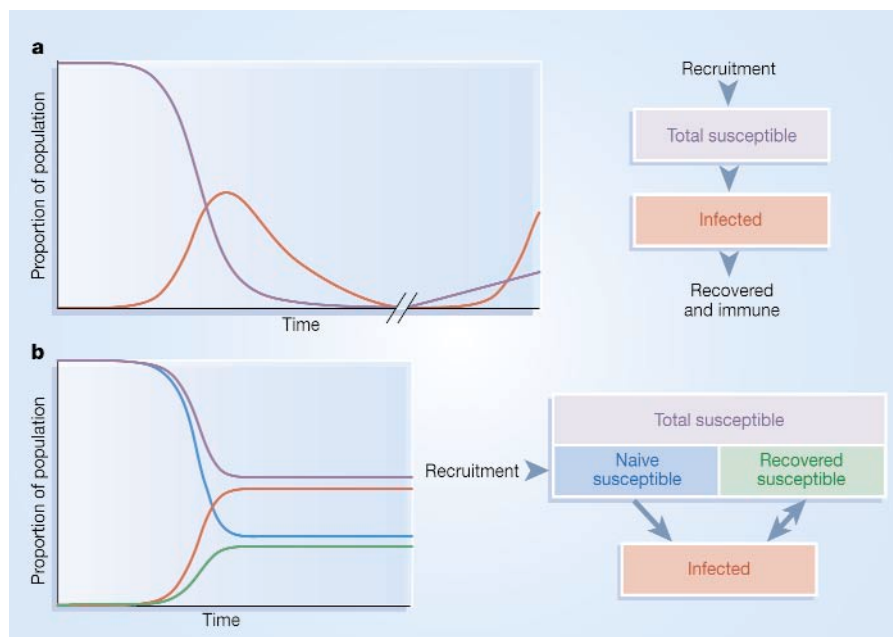 a
Proportion of population
Time
Recruitment
Total susceptible
Infected
Recovered
and immune
b
Proportion of population
Time
Recruitment
Total susceptible
Naive
susceptible
Recovered
susceptible
Infected